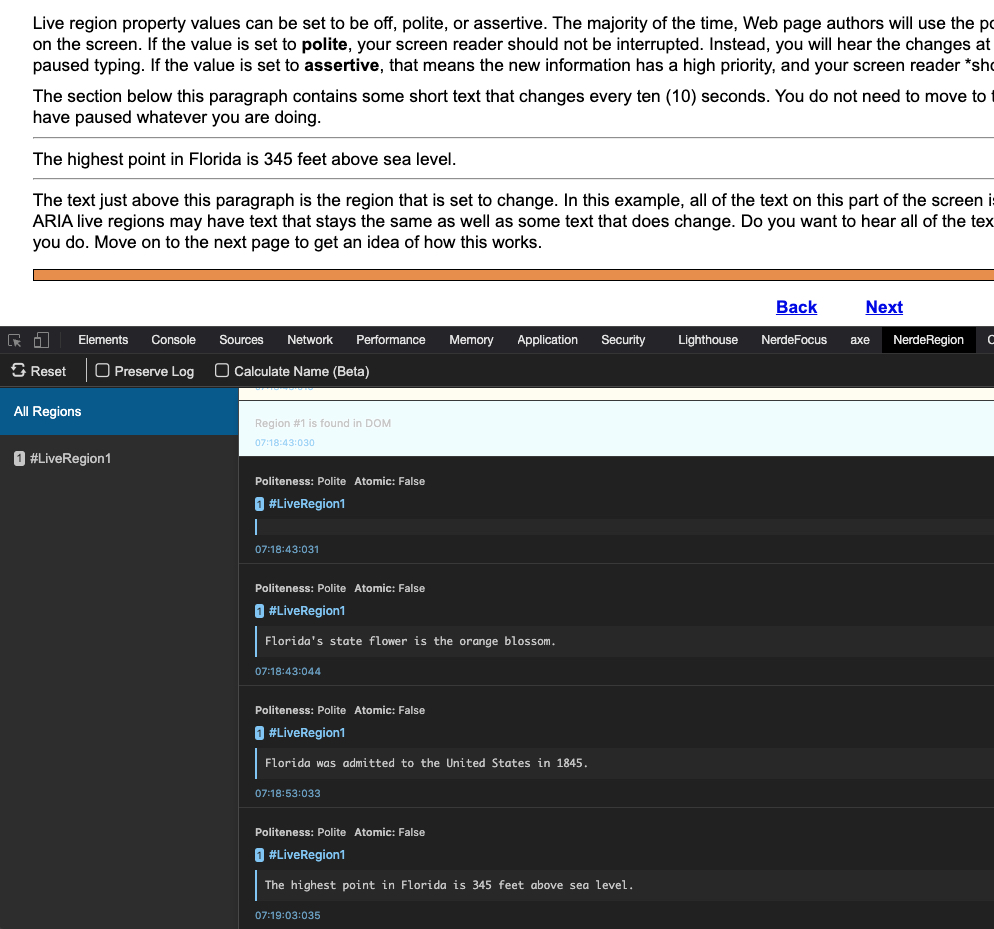 Live region property values can be set to be off, polite, or assertive. The majority of the time, Web page authors will use the
on the screen. If the value is set to polite, your screen reader should not be interrupted. Instead, you will hear the changes at
paused typing. If the value is set to assertive, that means the new information has a high priority, and your screen reader
The section below this paragraph contains some short text that changes every ten (10) seconds. You do not need to move to
have paused whatever you are doing.
The highest point in Florida is 345 feet above sea level.
The text just above this paragraph is the region that is set to change. In this example, all of the text on this part of the screen
ARIA live regions may have text that stays the same as well as some text that does change. Do you want to hear all of the
you do. Move on to the next page to get an idea of how this works.
Back Next
Elements Console Sources Network Performance Memory Application Security Lighthouse NerdeFocus axe NerdeRegion
Reset Preserve Log Calculate Name (Beta)
All Regions
1 #LiveRegion1
Region #1 is found in DOM
07:18:43:030
Politeness: Polite Atomic: False
1 #LiveRegion1
07:18:43:031
Politeness: Polite Atomic: False
1 #LiveRegion1
Florida's state flower is the orange blossom.
07:18:43:044
Politeness: Polite Atomic: False
1 #LiveRegion1
Florida was admitted to the United States in 1845.
07:18:53:033
Politeness: Polite Atomic: False
1 #LiveRegion1
The highest point in Florida is 345 feet above sea level.
07:19:03:035